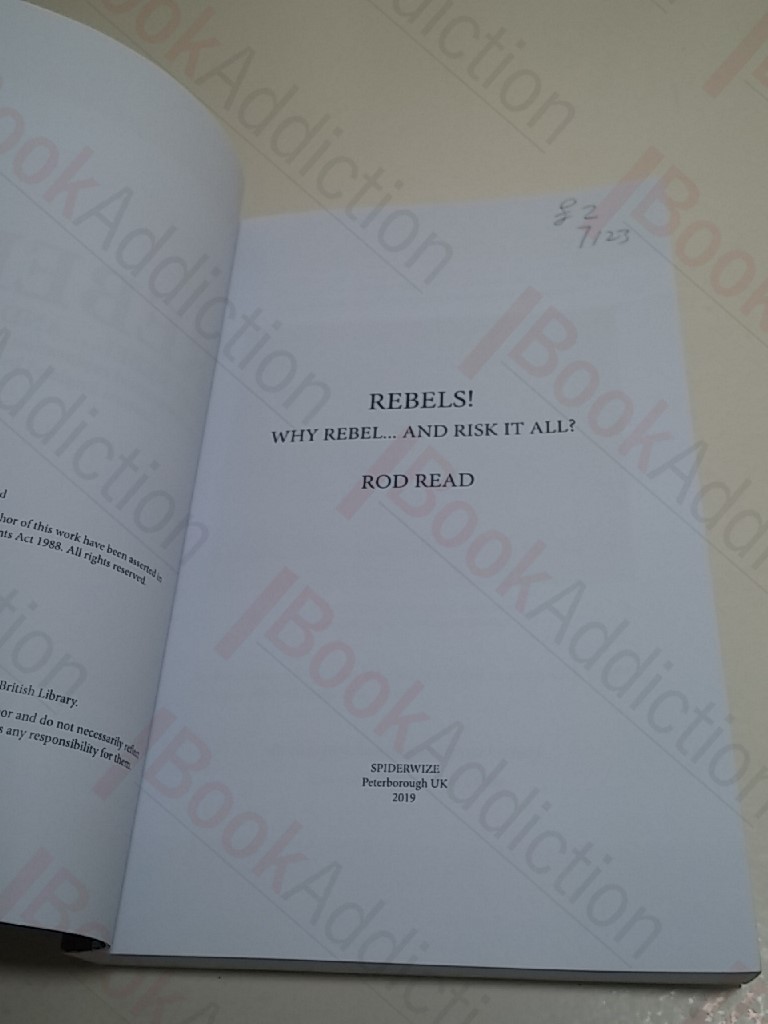 d
hor of this work have been asserted in
nts Act 1988. All rights reserved.
British Library.
or and do not necessarily reflect
s any responsibility for them.
£2
7/23
REBELS!
WHY REBEL... AND RISK IT ALL?
ROD READ
SPIDERWIZE
Peterborough UK
2019
BookAddiction